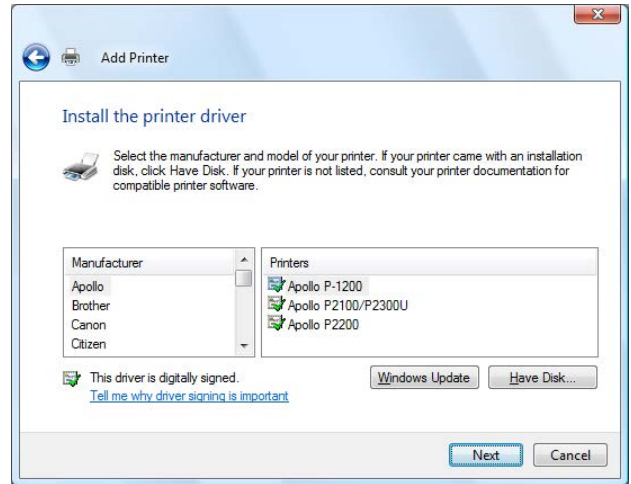 Add Printer
Install the printer driver
Select the manufacturer and model of your printer. If your printer came with an installation
disk, click Have Disk. If your printer is not listed, consult your printer documentation for
compatible printer software.
Manufacturer
Apollo
Brother
Canon
Citizen
Printers
Apollo P-1200
Apollo P2100/P2300U
Apollo P2200
This driver is digitally signed.
Tell me why driver signing is important
Windows Update
Have Disk...
Next
Cancel